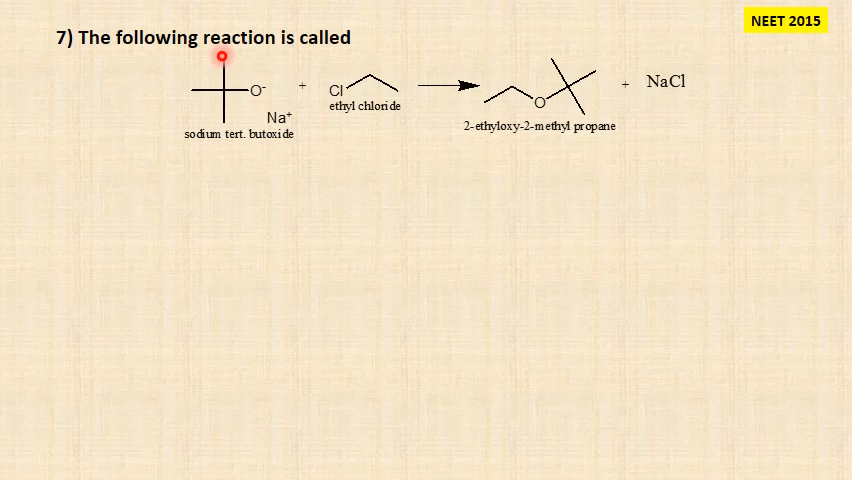 NEET 2015
7) The following reaction is called
O⁻ + Cl → O + NaCl
Na⁺
ethyl chloride
sodium tert. butoxide
2-ethyloxy-2-methyl propane